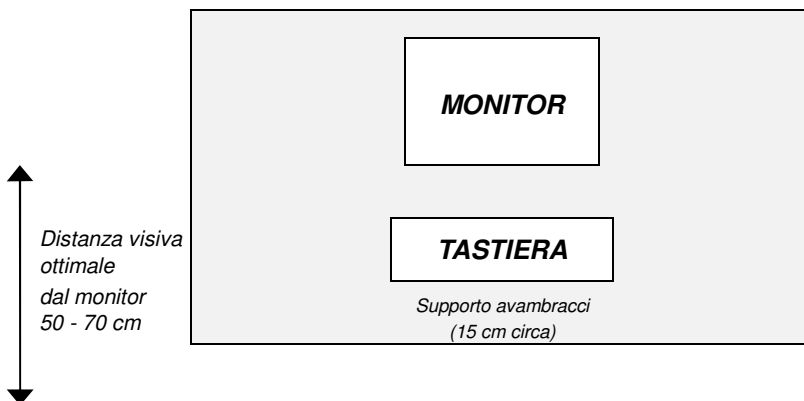 MONITOR
TASTIERA
Distanza visiva
ottimale
dal monitor
50 - 70 cm
Supporto avambracci
(15 cm circa)